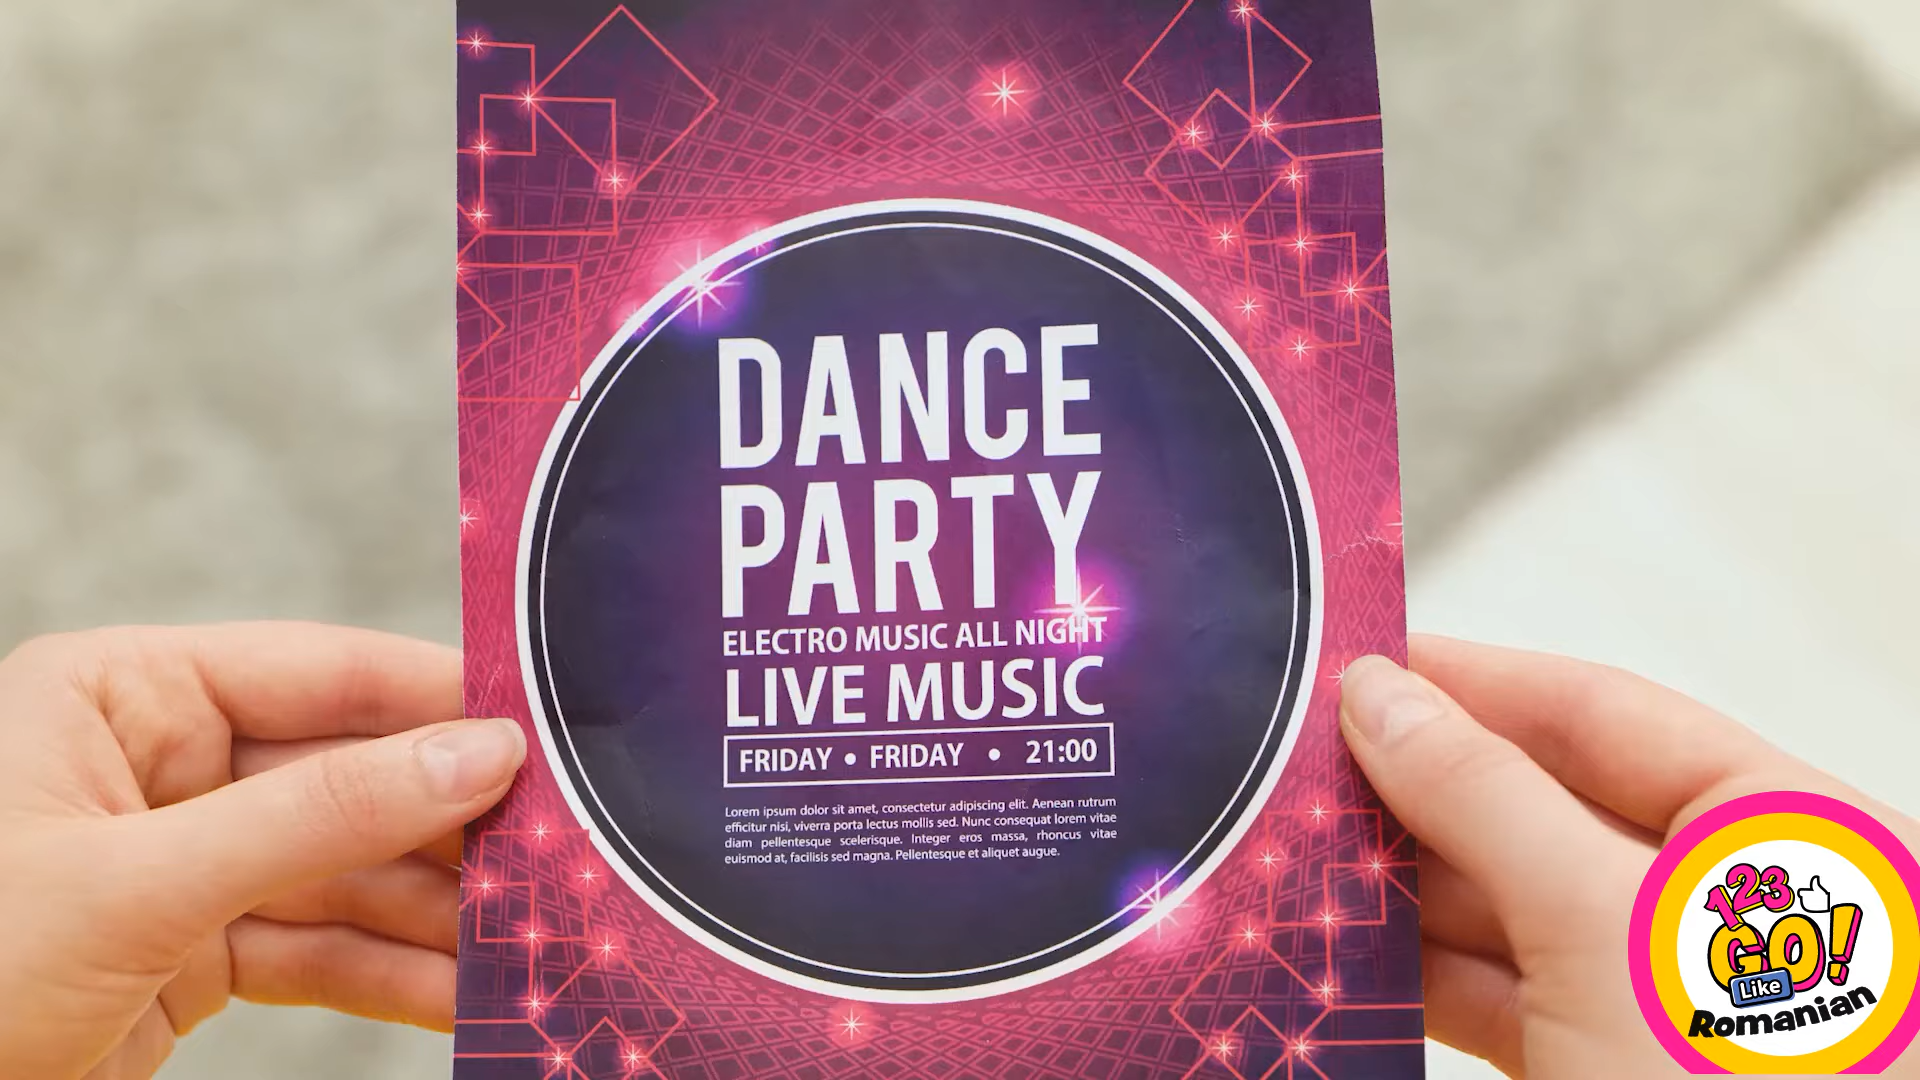 DANCE
PARTY
ELECTRO MUSIC ALL NIGHT
LIVE MUSIC
FRIDAY • FRIDAY • 21:00
Lorem ipsum dolor sit amet, consectetur adipiscing elit. Aenean rutrum
efficitur nisi, viverra porta lectus mollis sed. Nunc consequat lorem vitae
diam pellentesque scelerisque. Integer eros massa, rhoncus vitae
euismod at, facilisis sed magna. Pellentesque et aliquet augue.
123
GO!
Like
Romanian